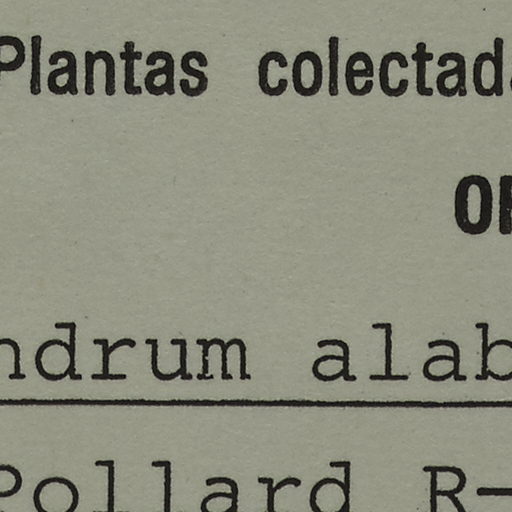 Plantas colectad
O
ndrum alab
Pollard R-